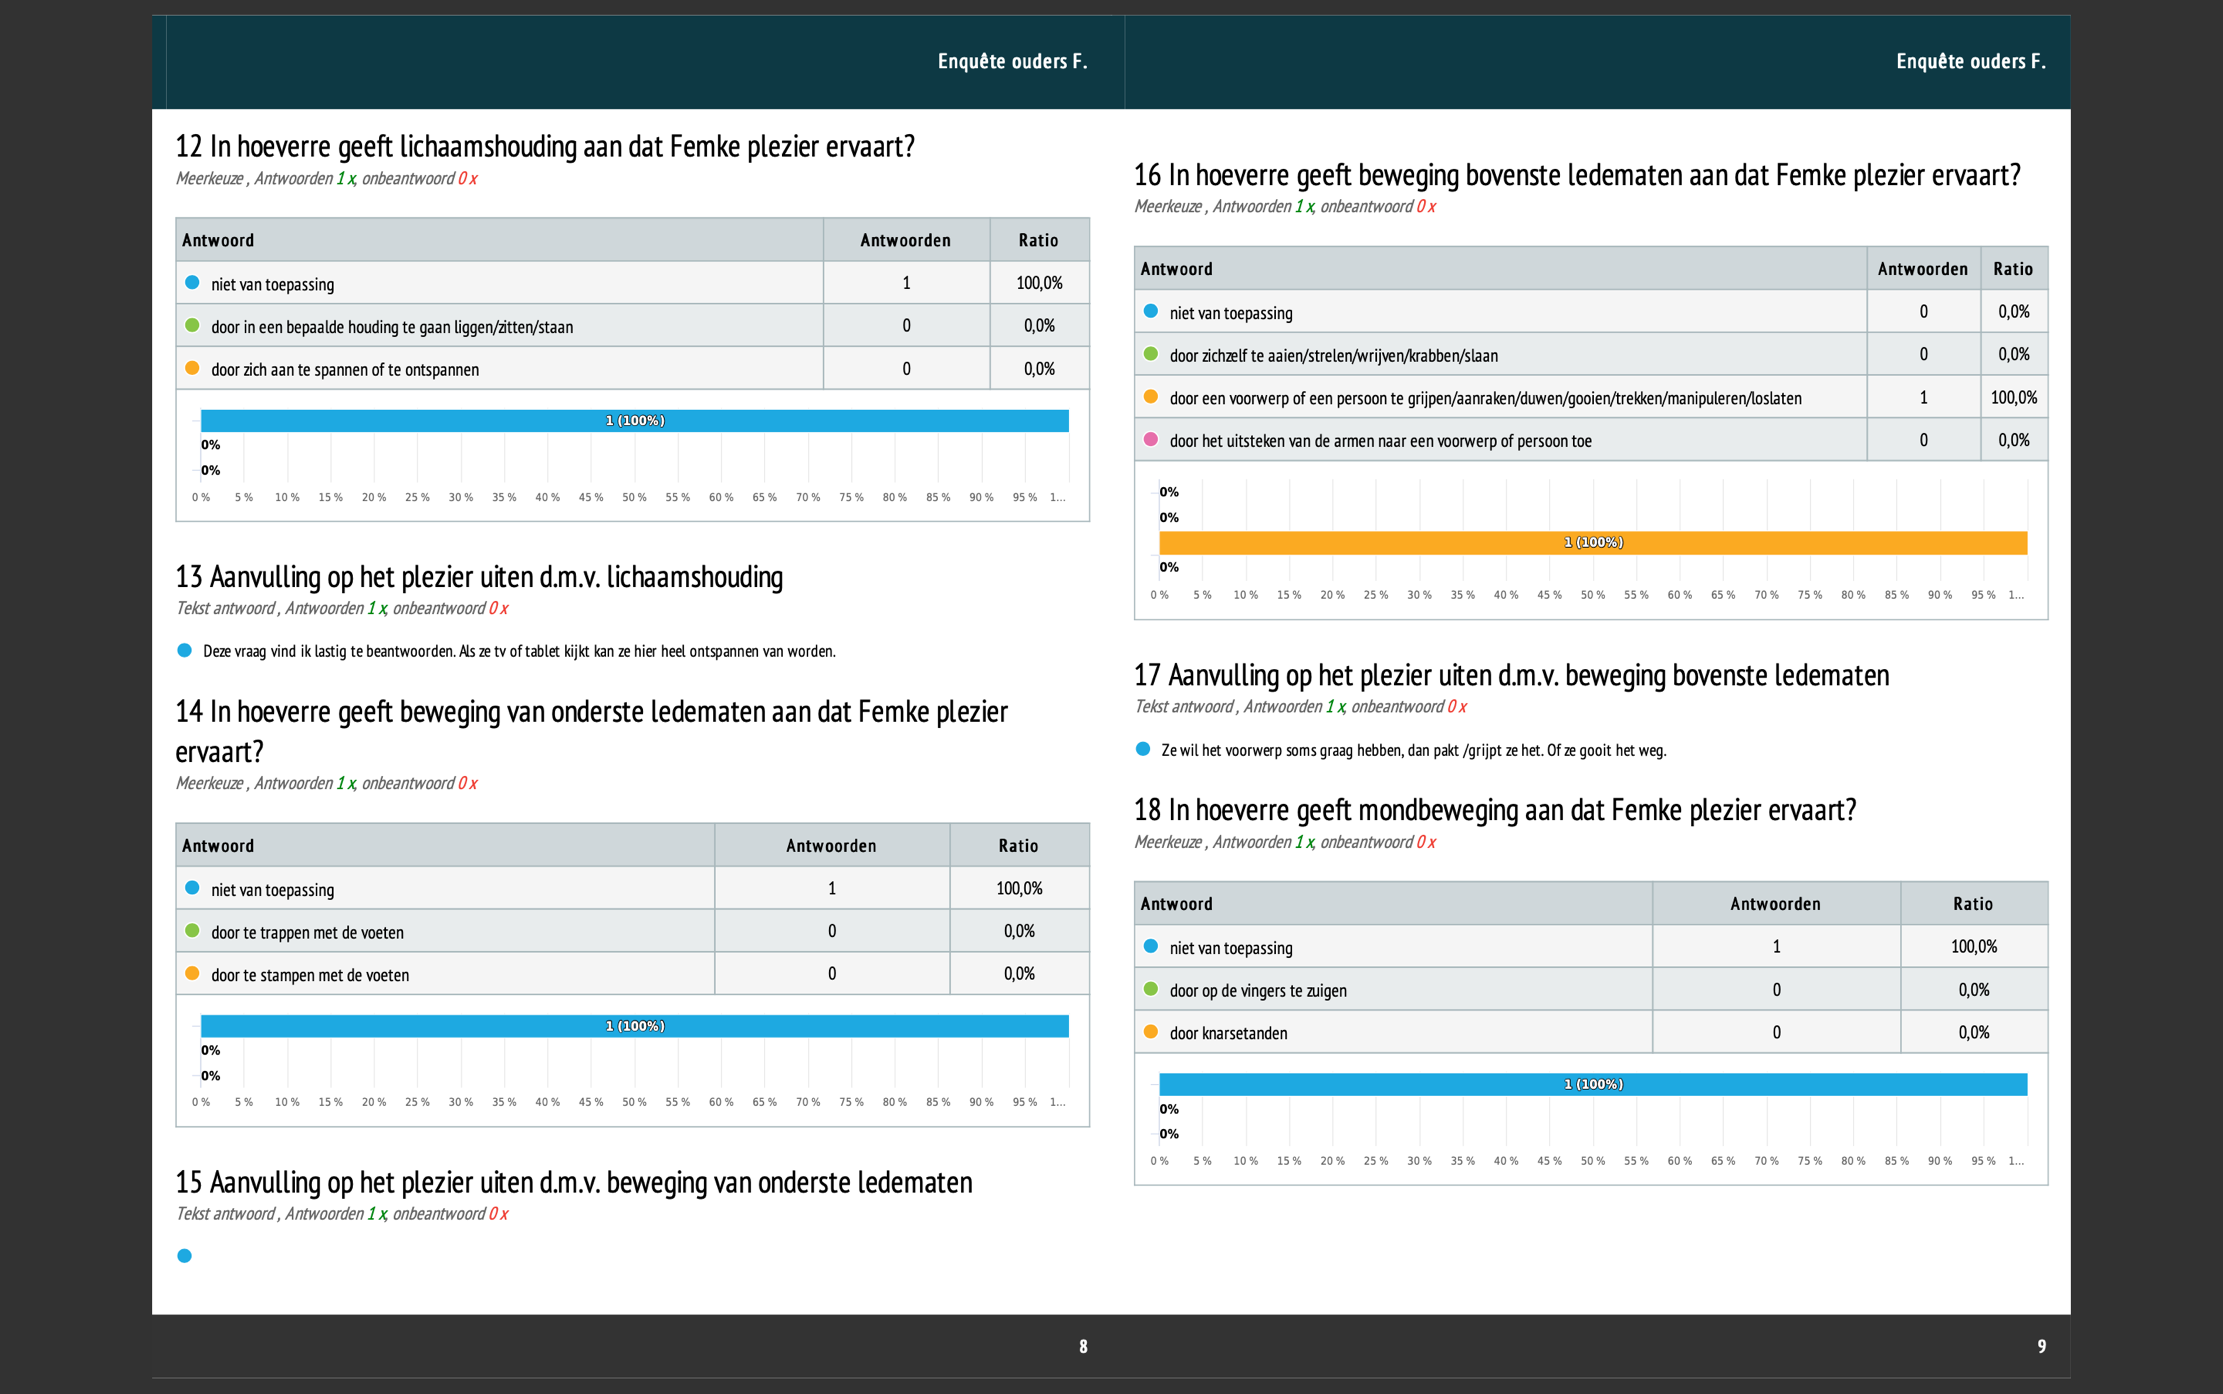 Enquête ouders F.
12 In hoeverre geeft lichaamshouding aan dat Femke plezier ervaart?
Meerkeuze , Antwoorden 1 x, onbeantwoord 0 x
Antwoord Antwoorden Ratio
niet van toepassing 1 100,0%
door in een bepaalde houding te gaan liggen/zitten/staan 0 0,0%
door zich aan te spannen of te ontspannen 0 0,0%
1 (100%)
0%
0%
0 % 5 % 10 % 15 % 20 % 25 % 30 % 35 % 40 % 45 % 50 % 55 % 60 % 65 % 70 % 75 % 80 % 85 % 90 % 95 % 1...
13 Aanvulling op het plezier uiten d.m.v. lichaamshouding
Tekst antwoord , Antwoorden 1 x, onbeantwoord 0 x
Deze vraag vind ik lastig te beantwoorden. Als ze tv of tablet kijkt kan ze hier heel ontspannen van worden.
14 In hoeverre geeft beweging van onderste ledematen aan dat Femke plezier
ervaart?
Meerkeuze , Antwoorden 1 x, onbeantwoord 0 x
Antwoord Antwoorden Ratio
niet van toepassing 1 100,0%
door te trappen met de voeten 0 0,0%
door te stampen met de voeten 0 0,0%
1 (100%)
0%
0%
0 % 5 % 10 % 15 % 20 % 25 % 30 % 35 % 40 % 45 % 50 % 55 % 60 % 65 % 70 % 75 % 80 % 85 % 90 % 95 % 1...
15 Aanvulling op het plezier uiten d.m.v. beweging van onderste ledematen
Tekst antwoord , Antwoorden 1 x, onbeantwoord 0 x
8
Enquête ouders F.
16 In hoeverre geeft beweging bovenste ledematen aan dat Femke plezier ervaart?
Meerkeuze , Antwoorden 1 x, onbeantwoord 0 x
Antwoord Antwoorden Ratio
niet van toepassing 0 0,0%
door zichzelf te aaien/strelen/wrijven/krabben/slaan 0 0,0%
door een voorwerp of een persoon te grijpen/aanraken/duwen/gooien/trekken/manipuleren/loslaten 1 100,0%
door het uitsteken van de armen naar een voorwerp of persoon toe 0 0,0%
0%
0%
1 (100%)
0%
0 % 5 % 10 % 15 % 20 % 25 % 30 % 35 % 40 % 45 % 50 % 55 % 60 % 65 % 70 % 75 % 80 % 85 % 90 % 95 % 1...
17 Aanvulling op het plezier uiten d.m.v. beweging bovenste ledematen
Tekst antwoord , Antwoorden 1 x, onbeantwoord 0 x
Ze wil het voorwerp soms graag hebben, dan pakt /grijpt ze het. Of ze gooit het weg.
18 In hoeverre geeft mondbeweging aan dat Femke plezier ervaart?
Meerkeuze , Antwoorden 1 x, onbeantwoord 0 x
Antwoord Antwoorden Ratio
niet van toepassing 1 100,0%
door op de vingers te zuigen 0 0,0%
door knarsetanden 0 0,0%
1 (100%)
0%
0%
0 % 5 % 10 % 15 % 20 % 25 % 30 % 35 % 40 % 45 % 50 % 55 % 60 % 65 % 70 % 75 % 80 % 85 % 90 % 95 % 1...
9